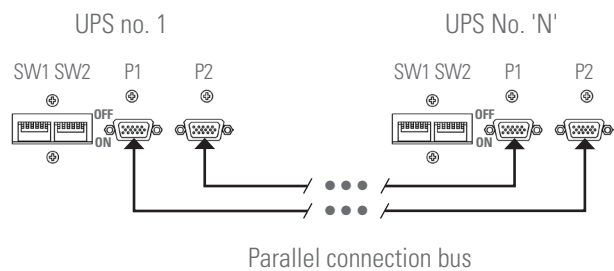 UPS no. 1 UPS No. 'N'
SW1 SW2 P1 P2 SW1 SW2 P1 P2
OFF OFF
ON ON
Parallel connection bus